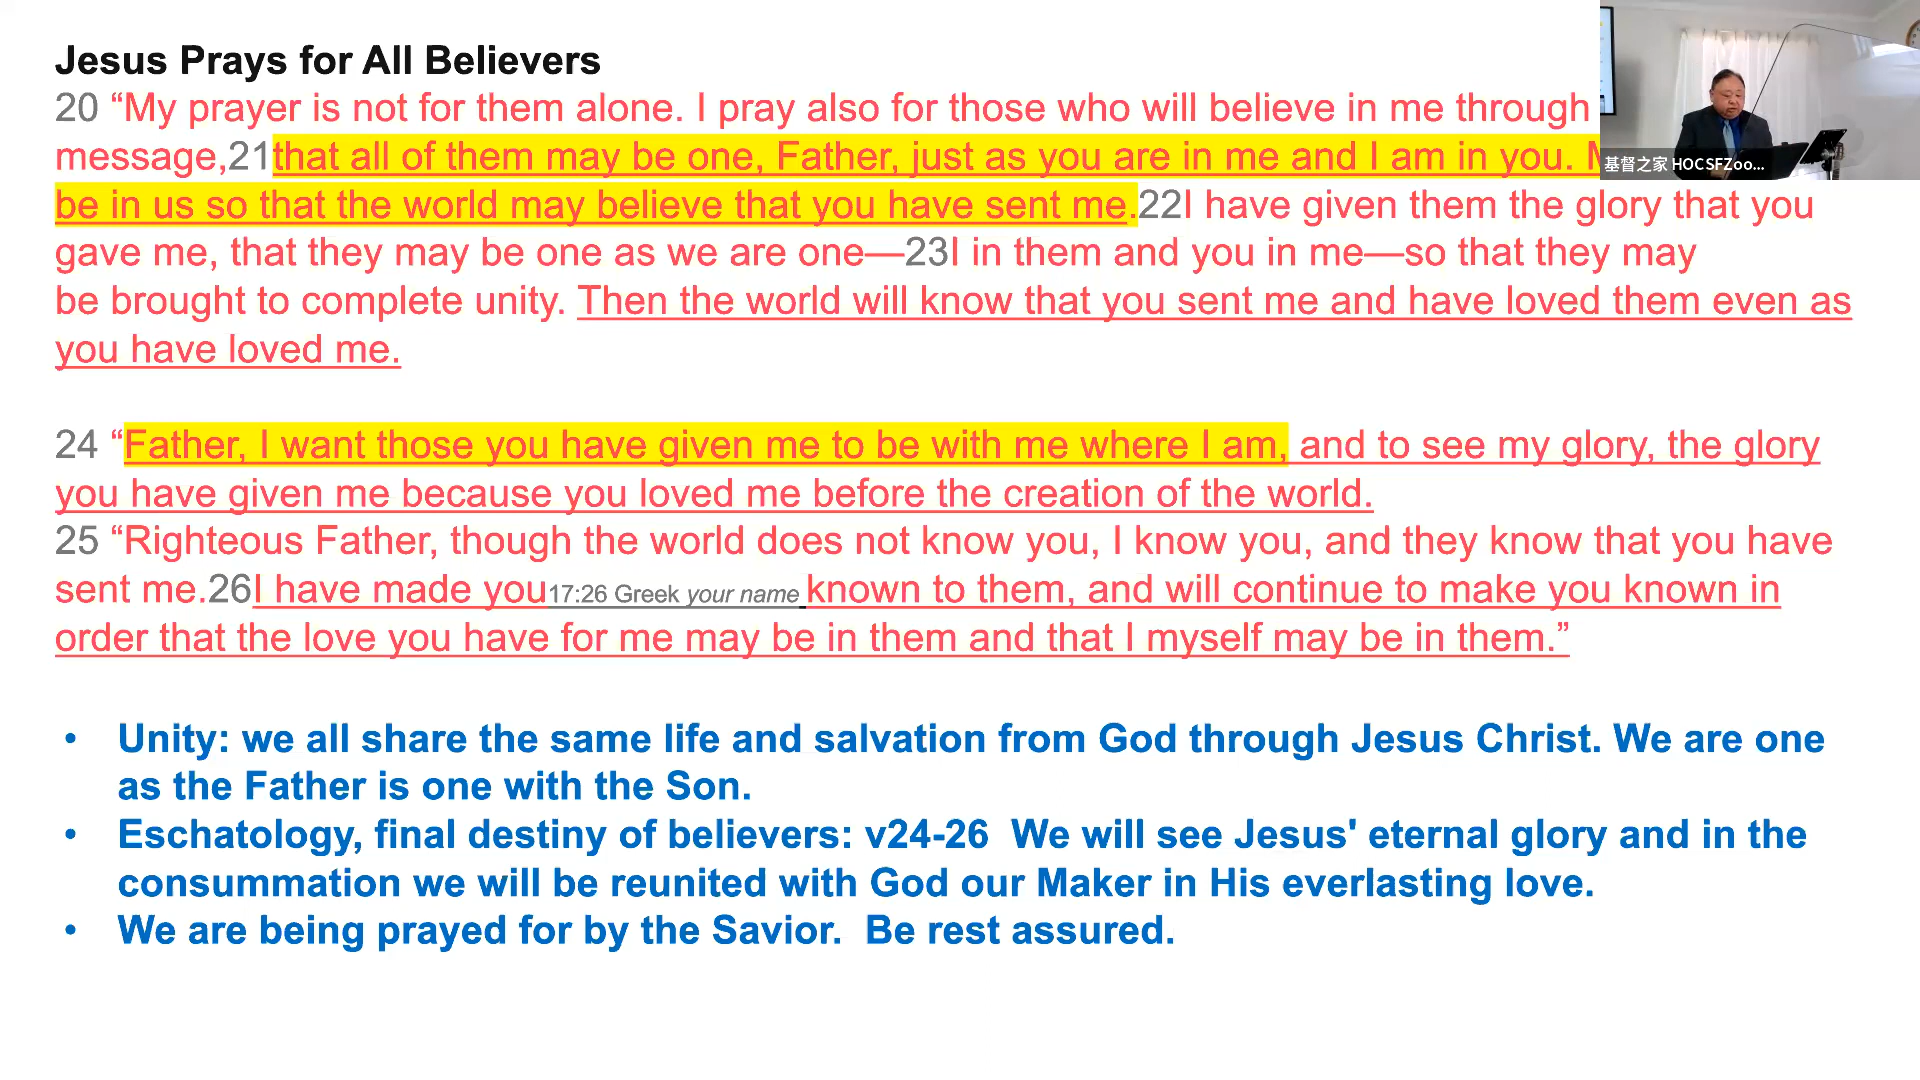 Jesus Prays for All Believers
20 “My prayer is not for them alone. I pray also for those who will believe in me through
message,21that all of them may be one, Father, just as you are in me and I am in you.
be in us so that the world may believe that you have sent me.22I have given them the glory that you
gave me, that they may be one as we are one—23I in them and you in me—so that they may
be brought to complete unity. Then the world will know that you sent me and have loved them even as
you have loved me.
24 “Father, I want those you have given me to be with me where I am, and to see my glory, the glory
you have given me because you loved me before the creation of the world.
25 “Righteous Father, though the world does not know you, I know you, and they know that you have
sent me.26I have made you17:26 Greek your name known to them, and will continue to make you known in
order that the love you have for me may be in them and that I myself may be in them.”
• Unity: we all share the same life and salvation from God through Jesus Christ. We are one
as the Father is one with the Son.
• Eschatology, final destiny of believers: v24-26  We will see Jesus' eternal glory and in the
consummation we will be reunited with God our Maker in His everlasting love.
• We are being prayed for by the Savior.  Be rest assured.
基督之家 HOCSFZoo...